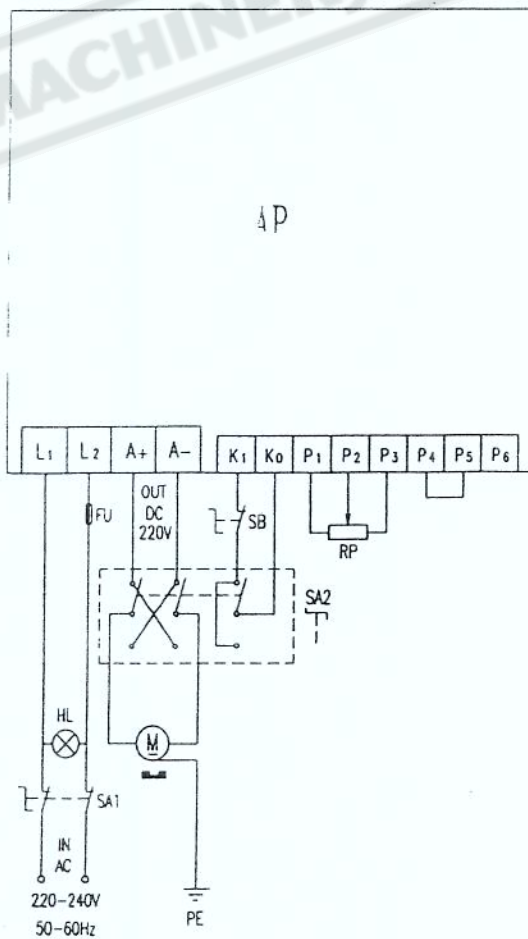 MACHINERY
AP
L1 L2 A+ A- K1 K0 P1 P2 P3 P4 P5 P6
FU
OUT
DC
220V
SB
RP
SA2
HL
M
SA1
IN
AC
220-240V
50-60Hz
PE